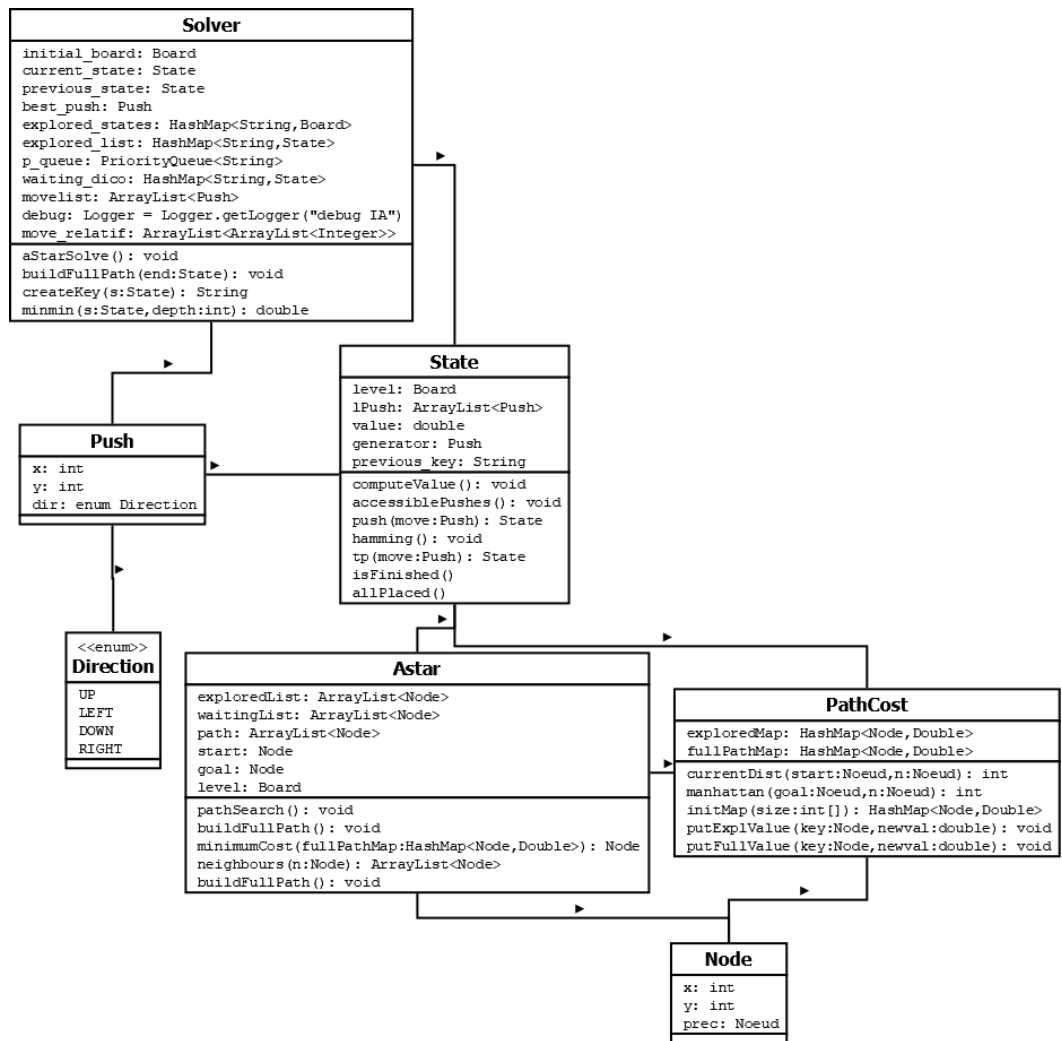 Solver
initial_board: Board
current_state: State
previous_state: State
best_push: Push
explored_states: HashMap<String,Board>
explored_list: HashMap<String,State>
p_queue: PriorityQueue<String>
waiting_dico: HashMap<String,State>
movelist: ArrayList<Push>
debug: Logger = Logger.getLogger("debug IA")
move_relatif: ArrayList<ArrayList<Integer>>
aStarSolve(): void
buildFullPath(end:State): void
createKey(s:State): String
minmin(s:State,depth:int): double
State
level: Board
lPush: ArrayList<Push>
value: double
generator: Push
previous_key: String
computeValue(): void
accessiblePushes(): void
push(move:Push): State
hamming(): void
tp(move:Push): State
isFinished()
allPlaced()
Push
x: int
y: int
dir: enum Direction
<<enum>>
Direction
UP
LEFT
DOWN
RIGHT
Astar
exploredList: ArrayList<Node>
waitingList: ArrayList<Node>
path: ArrayList<Node>
start: Node
goal: Node
level: Board
pathSearch(): void
buildFullPath(): void
minimumCost(fullPathMap:HashMap<Node,Double>): Node
neighbours(n:Node): ArrayList<Node>
buildFullPath(): void
PathCost
exploredMap: HashMap<Node,Double>
fullPathMap: HashMap<Node,Double>
currentDist(start:Noeud,n:Noeud): int
manhattan(goal:Noeud,n:Noeud): int
initMap(size:int[]): HashMap<Node,Double>
putExplValue(key:Node,newval:double): void
putFullValue(key:Node,newval:double): void
Node
x: int
y: int
prec: Noeud